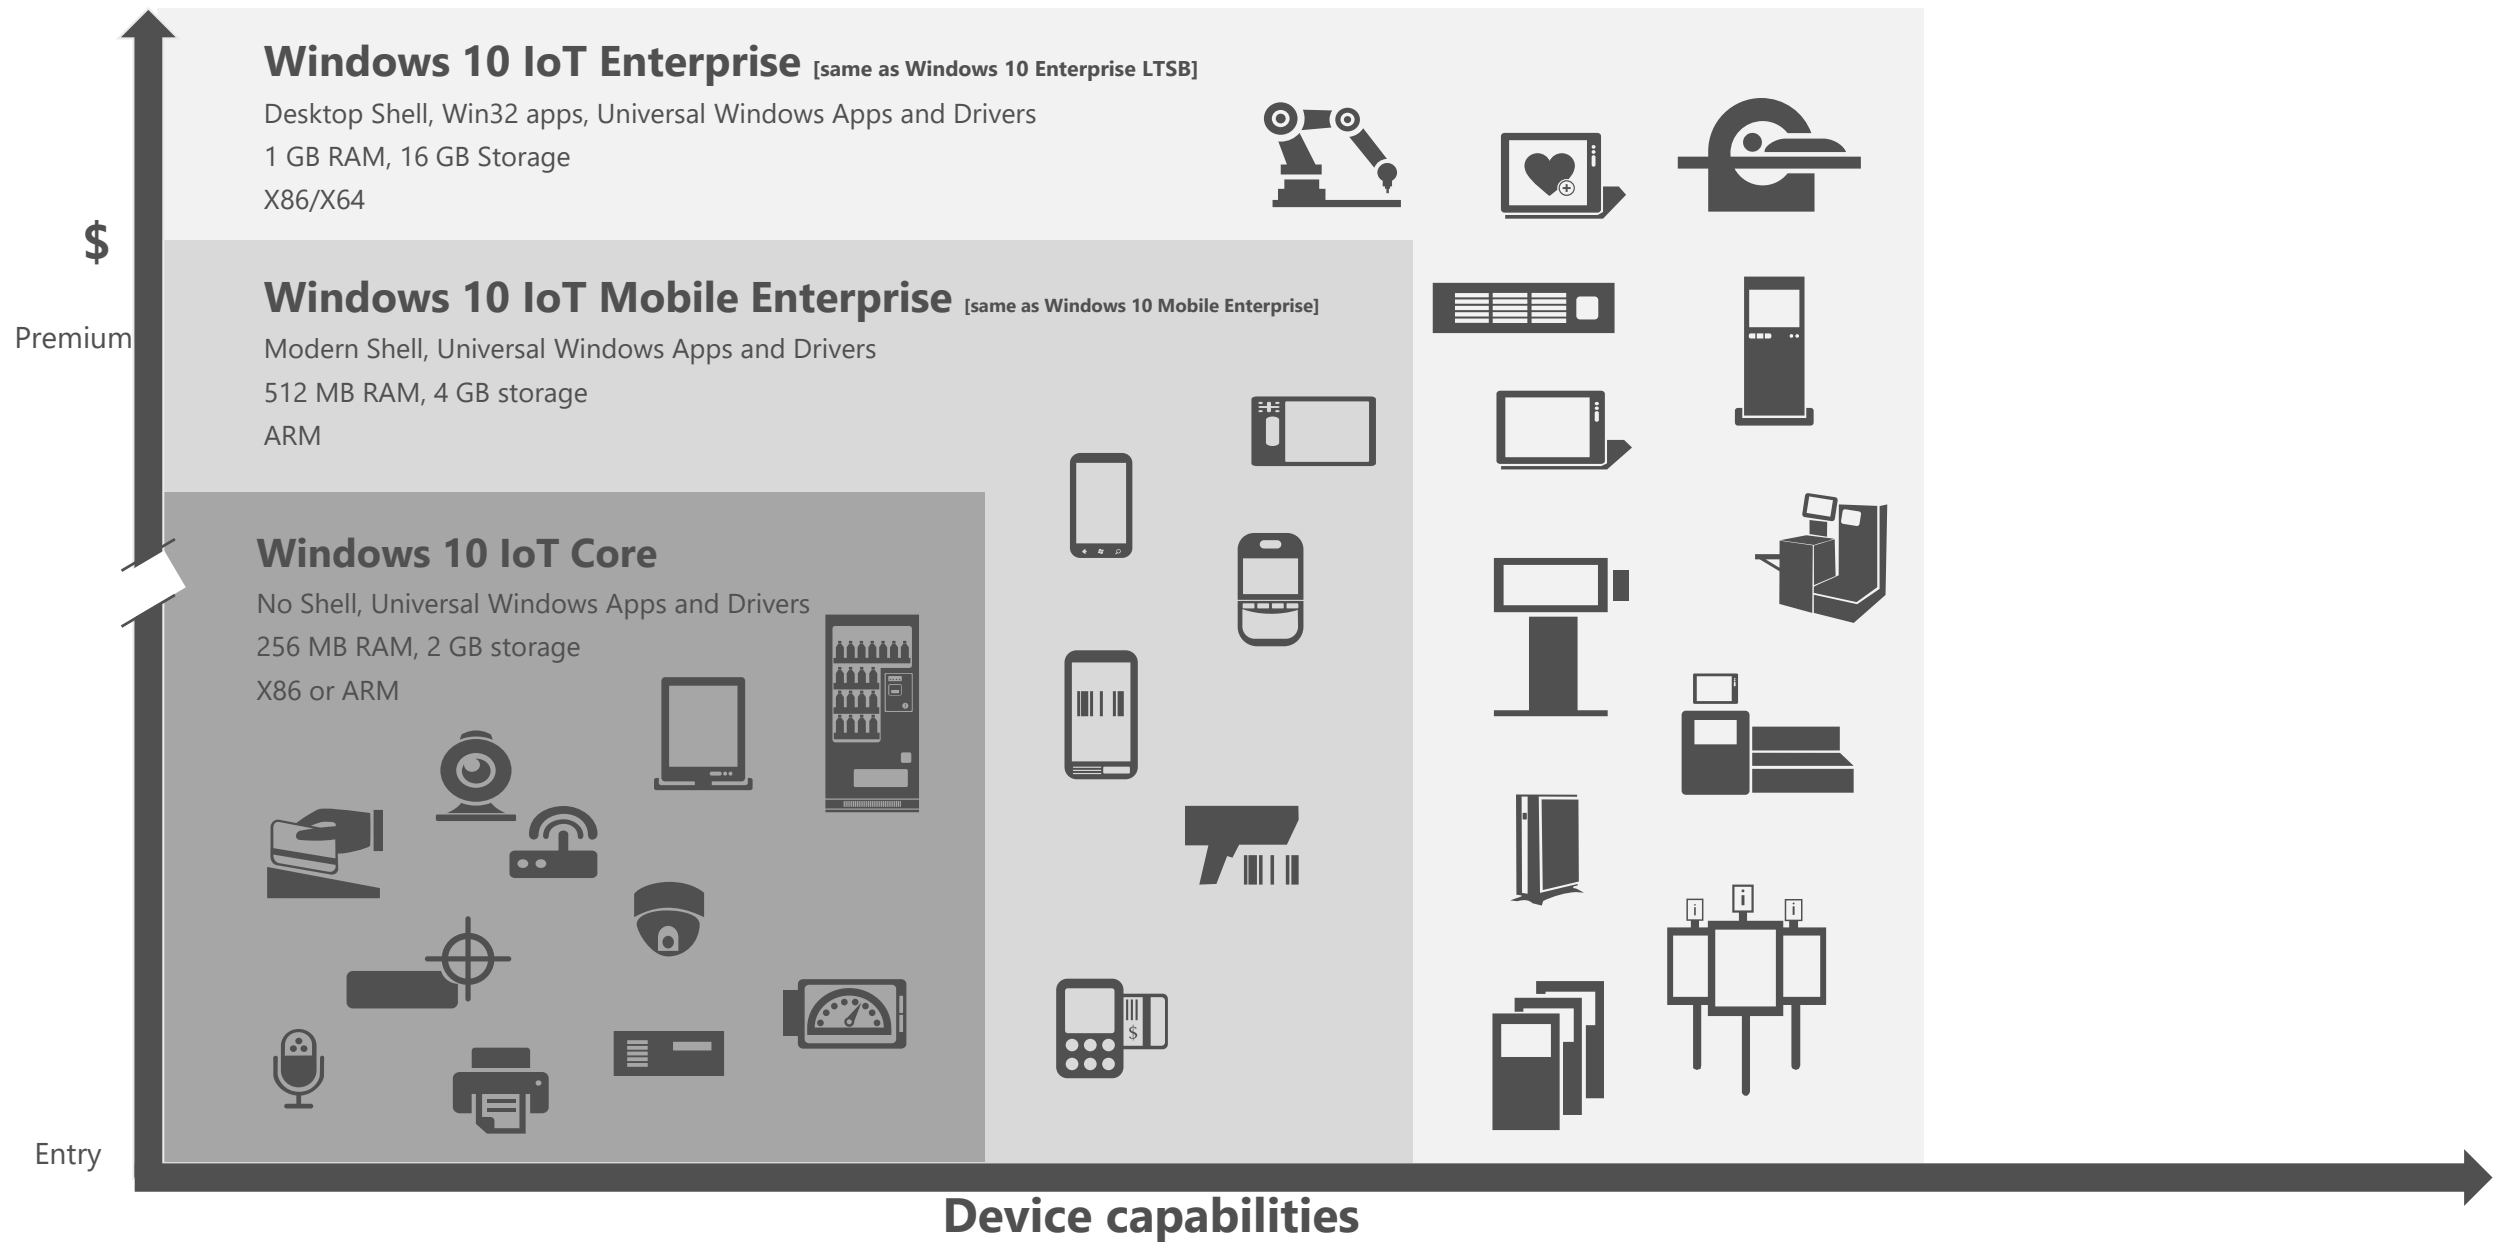 Windows 10 IoT Enterprise [same as Windows 10 Enterprise LTSB]
Desktop Shell, Win32 apps, Universal Windows Apps and Drivers
1 GB RAM, 16 GB Storage
X86/X64
$
Premium
Windows 10 IoT Mobile Enterprise [same as Windows 10 Mobile Enterprise]
Modern Shell, Universal Windows Apps and Drivers
512 MB RAM, 4 GB storage
ARM
Windows 10 IoT Core
No Shell, Universal Windows Apps and Drivers
256 MB RAM, 2 GB storage
X86 or ARM
i
i
i
$
Entry
Device capabilities